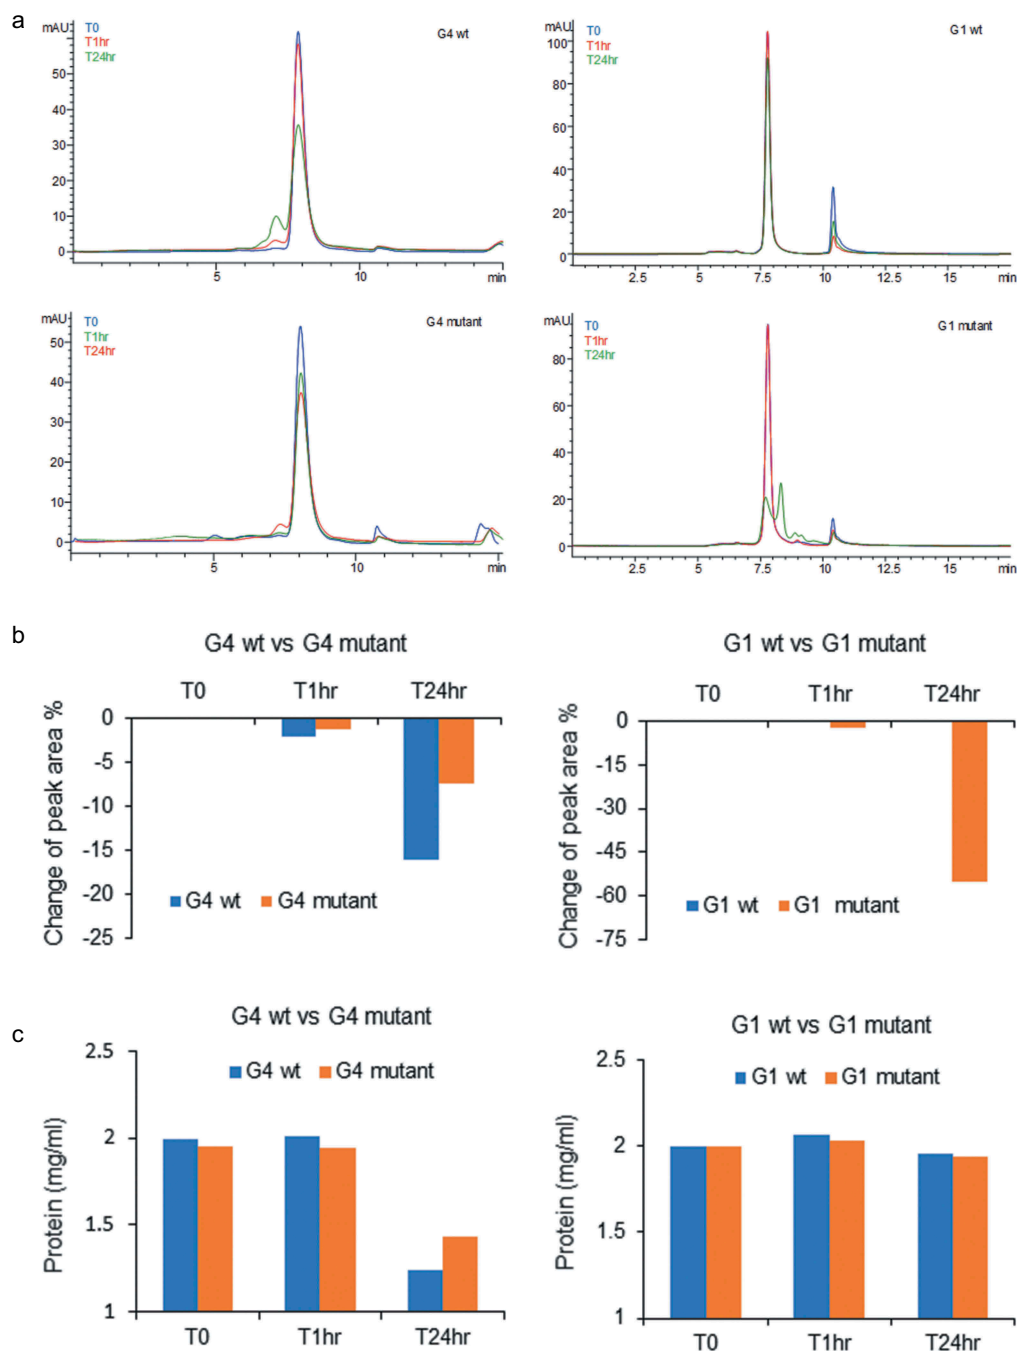 a
mAU
T0
T1hr
T24hr
G4 wt
50
40
30
20
10
0
5
10
min
mAU
T0
T1hr
T24hr
G1 wt
100
80
60
40
20
0
2.5
5
7.5
10
12.5
15
min
mAU
T0
T1hr
T24hr
G4 mutant
50
40
30
20
10
0
5
10
min
mAU
T0
T1hr
T24hr
G1 mutant
80
60
40
20
0
2.5
5
7.5
10
12.5
15
min
b
G4 wt vs G4 mutant
T0 T1hr T24hr
Change of peak area %
0
-5
-10
-15
-20
-25
G4 wt G4 mutant
G1 wt vs G1 mutant
T0 T1hr T24hr
Change of peak area %
0
-15
-30
-45
-60
-75
G1 wt G1 mutant
c
G4 wt vs G4 mutant
G4 wt G4 mutant
Protein (mg/ml)
2.5
2
1.5
1
T0 T1hr T24hr
G1 wt vs G1 mutant
G1 wt G1 mutant
Protein (mg/ml)
2.5
2
1.5
1
T0 T1hr T24hr